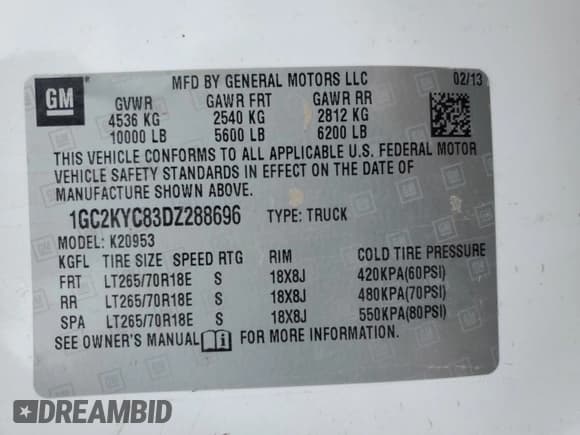 GM
MFD BY GENERAL MOTORS LLC 02/13
GVWR GAWR FRT GAWR RR
4536 KG 2540 KG 2812 KG
10000 LB 5600 LB 6200 LB
THIS VEHICLE CONFORMS TO ALL APPLICABLE U.S. FEDERAL MOTOR
VEHICLE SAFETY STANDARDS IN EFFECT ON THE DATE OF
MANUFACTURE SHOWN ABOVE.
1GC2KYC83DZ288696 TYPE: TRUCK
MODEL: K20953
KGFL TIRE SIZE SPEED RTG RIM COLD TIRE PRESSURE
FRT LT265/70R18E S 18X8J 420KPA(60PSI)
RR LT265/70R18E S 18X8J 480KPA(70PSI)
SPA LT265/70R18E S 18X8J 550KPA(80PSI)
SEE OWNER'S MANUAL i FOR MORE INFORMATION.
DREAMBID